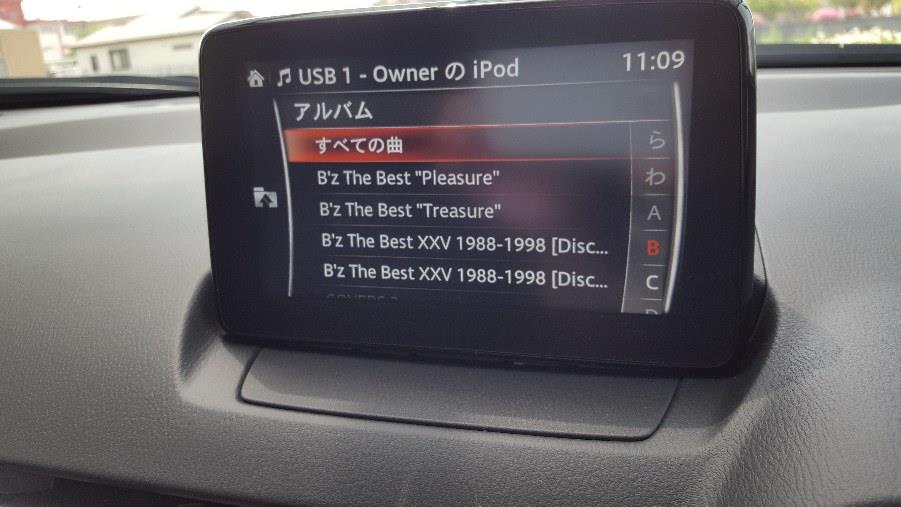 USB 1 - Owner の iPod 11:09
アルバム
すべての曲
B'z The Best "Pleasure"
B'z The Best "Treasure"
B'z The Best XXV 1988-1998 [Disc...
B'z The Best XXV 1988-1998 [Disc...
ら
わ
A
B
C